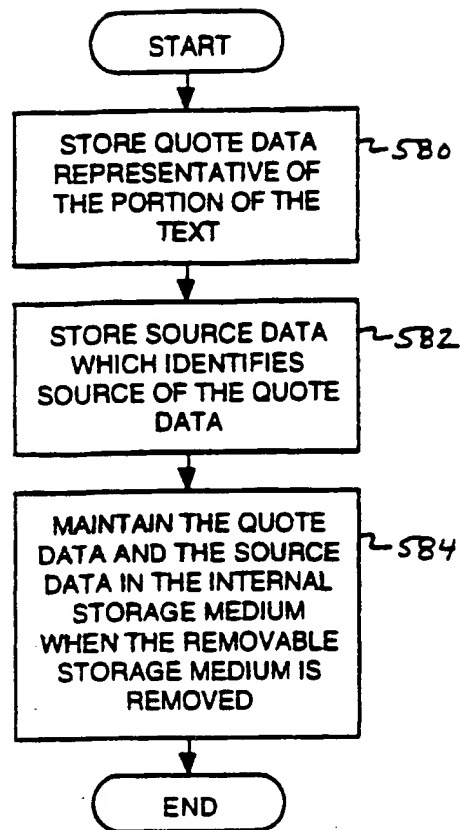 START
STORE QUOTE DATA
REPRESENTATIVE OF
THE PORTION OF THE
TEXT
580
STORE SOURCE DATA
WHICH IDENTIFIES
SOURCE OF THE QUOTE
DATA
582
MAINTAIN THE QUOTE
DATA AND THE SOURCE
DATA IN THE INTERNAL
STORAGE MEDIUM
WHEN THE REMOVABLE
STORAGE MEDIUM IS
REMOVED
584
END